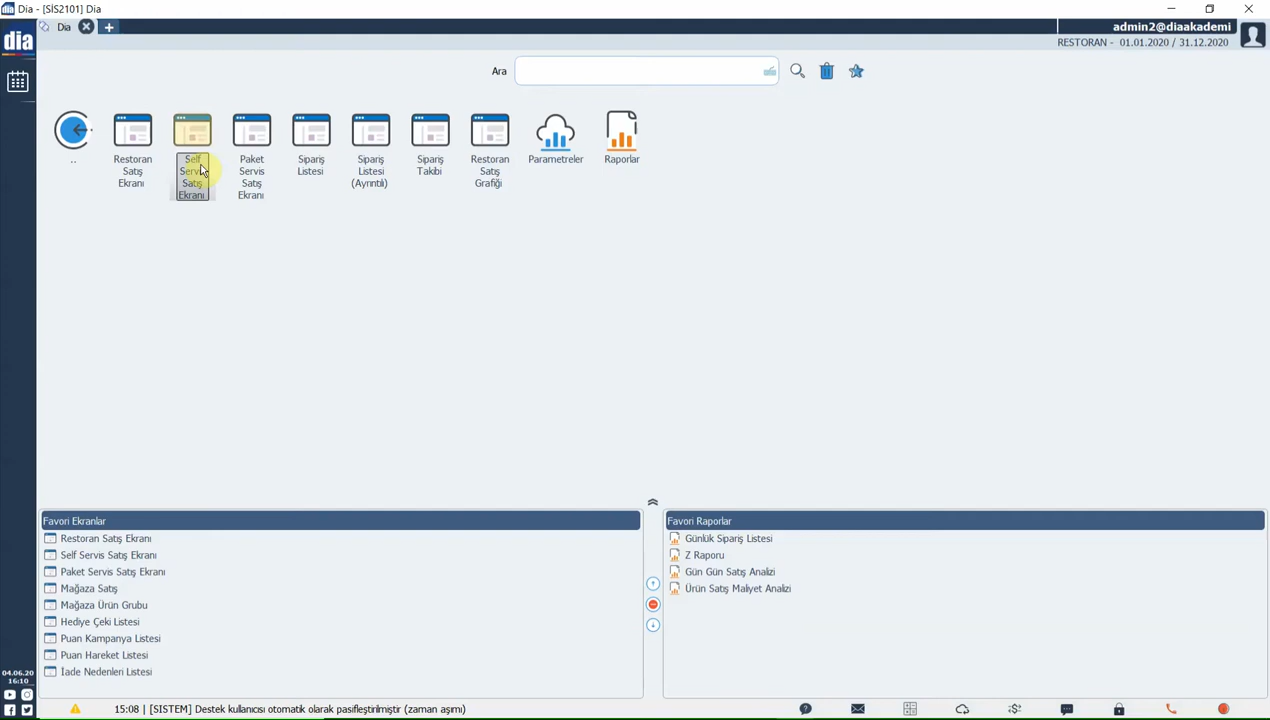 Dia - [SİS2101] Dia
Dia
admin2@diaakademi
RESTORAN - 01.01.2020 / 31.12.2020
dia
Ara
..
Restoran
Satış
Ekranı
Self
Servis
Satış
Ekranı
Paket
Servis
Satış
Ekranı
Sipariş
Listesi
Sipariş
Listesi
(Ayrıntılı)
Sipariş
Takibi
Restoran
Satış
Grafiği
Parametreler
Raporlar
Favori Ekranlar
Restoran Satış Ekranı
Self Servis Satış Ekranı
Paket Servis Satış Ekranı
Mağaza Satış
Mağaza Ürün Grubu
Hediye Çeki Listesi
Puan Kampanya Listesi
Puan Hareket Listesi
İade Nedenleri Listesi
Favori Raporlar
Günlük Sipariş Listesi
Z Raporu
Gün Gün Satış Analizi
Ürün Satış Maliyet Analizi
04.06.20
16:10
15:08 | [SISTEM] Destek kullanıcısı otomatik olarak pasifleştirilmiştir (zaman aşımı)